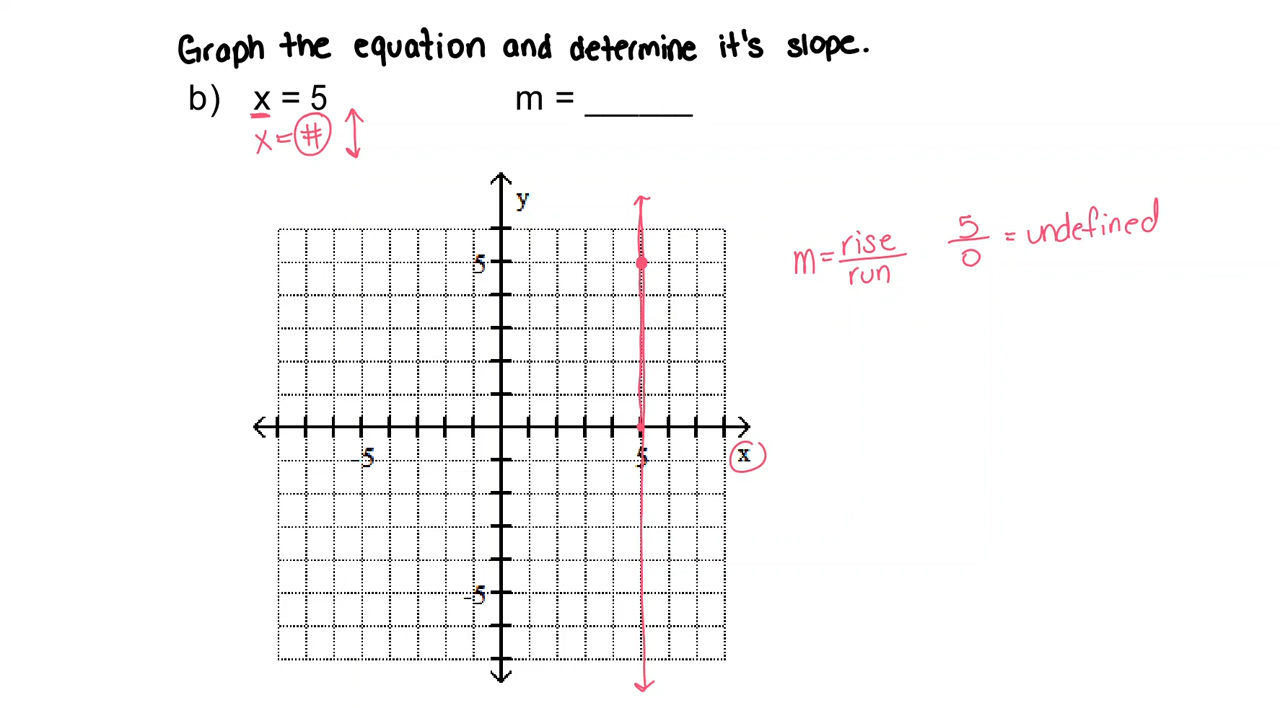 Graph the equation and determine it's slope.
b) x = 5 m = ______
x = #
y
m = rise/run 5/0 = undefined
5
-5 5 x
-5